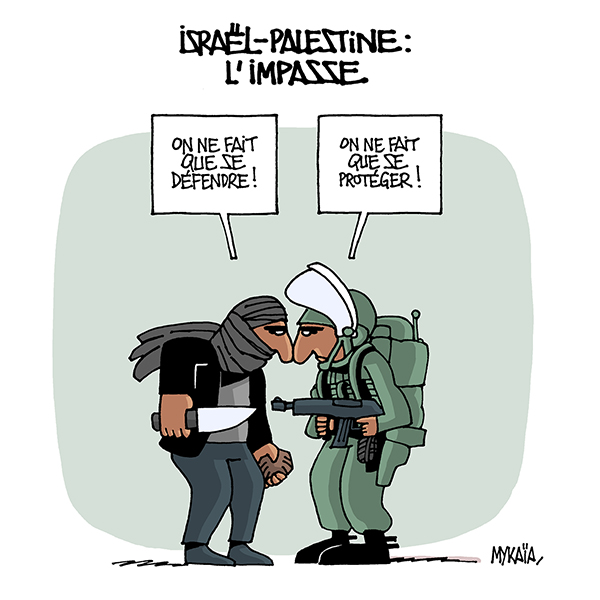 ISRAËL-PALESTINE:
L'IMPASSE.
ON NE FAIT
QUE SE
DÉFENDRE!
ON NE FAIT
QUE SE
PROTÉGER!
MYKAÏA,